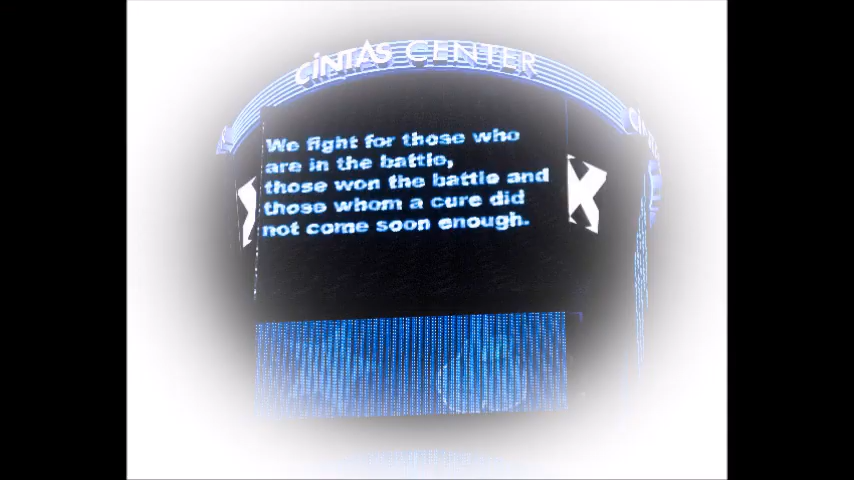 CINTAS CENTER
We fight for those who
are in the battle,
those won the battle and
those whom a cure did
not come soon enough.
X